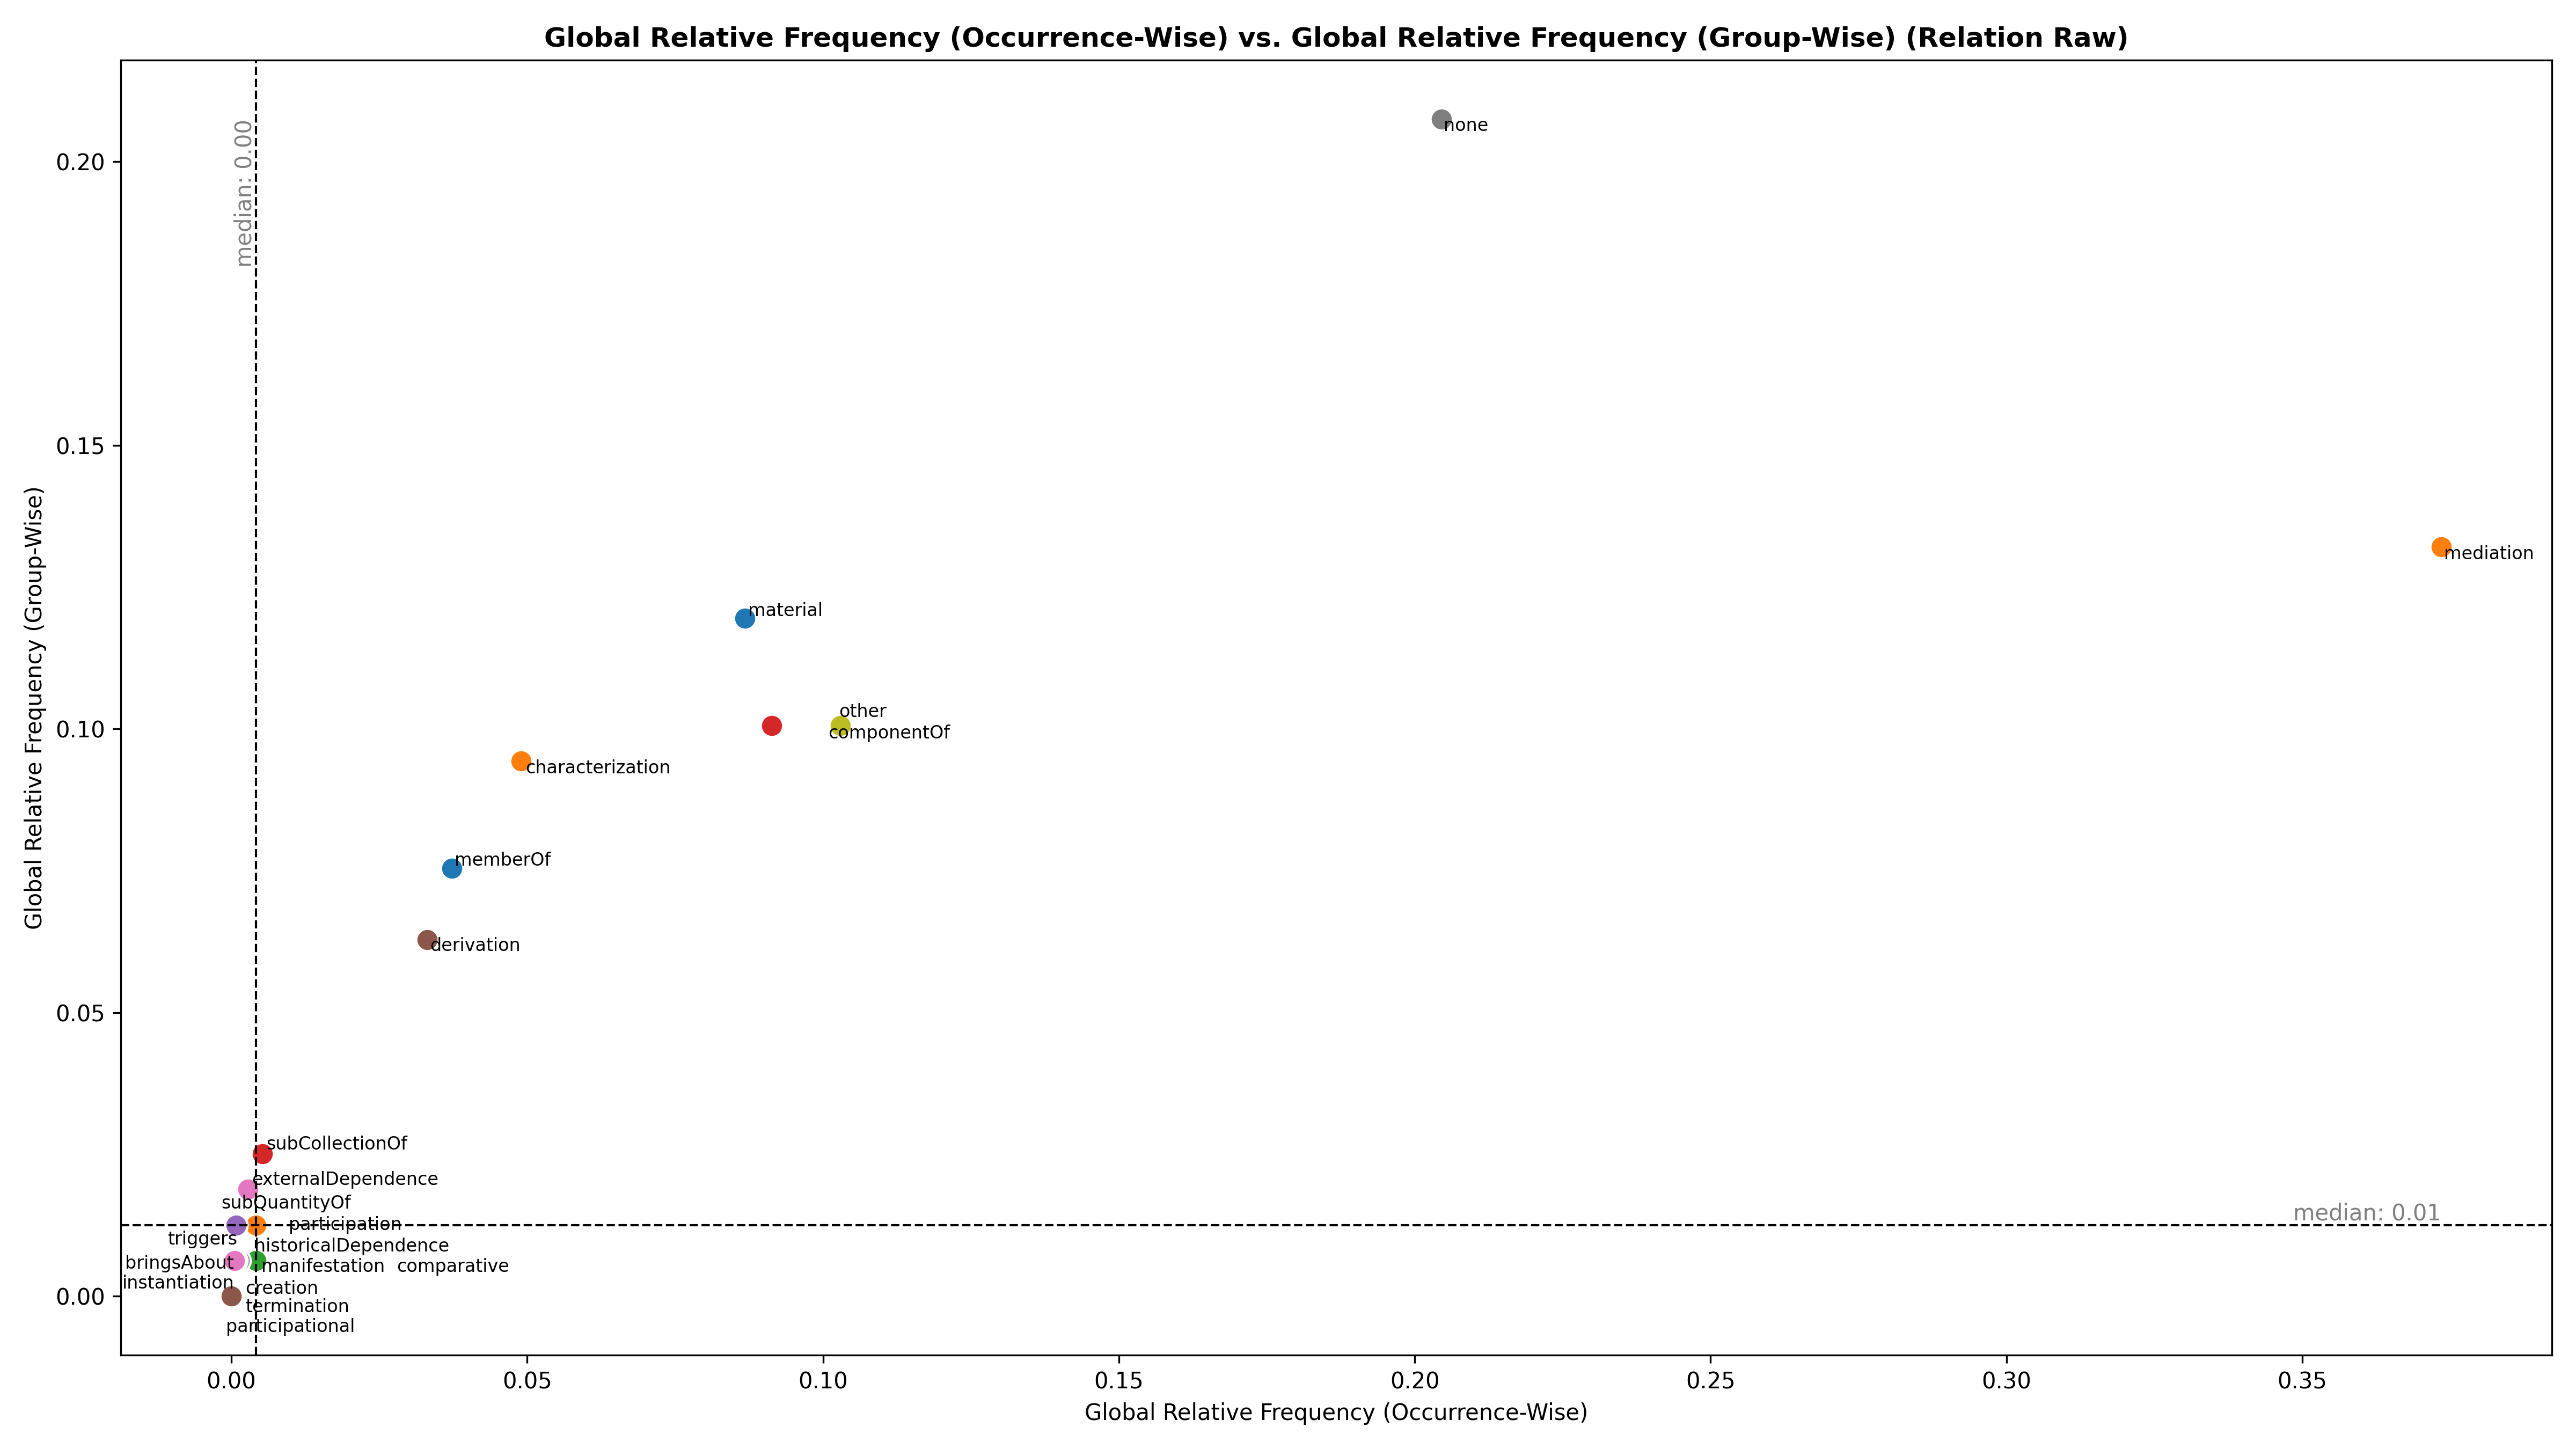 Global Relative Frequency (Occurrence-Wise) vs. Global Relative Frequency (Group-Wise) (Relation Raw)
median: 0.00
none
0.20
0.15
mediation
material
other
componentOf
0.10
characterization
memberOf
derivation
Global Relative Frequency (Group-Wise)
0.05
subCollectionOf
externalDependence
subQuantityOf
median: 0.01
participation
triggers
historicalDependence
bringsAbout
manifestation comparative
instantiation
creation
0.00
termination
participational
0.00 0.05 0.10 0.15 0.20 0.25 0.30 0.35
Global Relative Frequency (Occurrence-Wise)